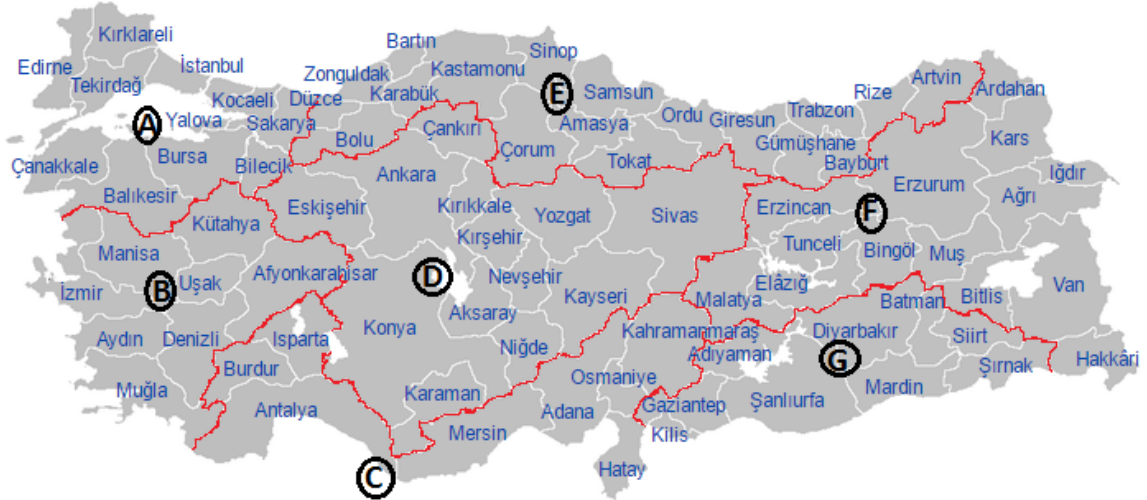 Kırklareli
Edirne
Tekirdağ
İstanbul
Kocaeli
Yalova
Sakarya
A
Çanakkale
Bursa
Bilecik
Balıkesir
Bartın
Zonguldak
Kastamonu
Sinop
Karabük
Düzce
Bolu
Çankırı
E
Samsun
Amasya
Çorum
Tokat
Ordu
Giresun
Trabzon
Gümüşhane
Bayburt
Rize
Artvin
Ardahan
Kars
Iğdır
Ağrı
Erzurum
Erzincan
F
Tunceli
Bingöl
Muş
Elâzığ
Malatya
Bitlis
Van
Hakkâri
Ankara
Eskişehir
Kırıkkale
Yozgat
Sivas
Kırşehir
Nevşehir
Kayseri
D
Aksaray
Konya
Niğde
Karaman
Kütahya
Manisa
Uşak
Afyonkarahisar
B
İzmir
Aydın
Denizli
Muğla
Isparta
Burdur
Antalya
C
Mersin
Adana
Osmaniye
Kahramanmaraş
Hatay
Adıyaman
Gaziantep
Kilis
Şanlıurfa
Diyarbakır
G
Mardin
Batman
Siirt
Şırnak